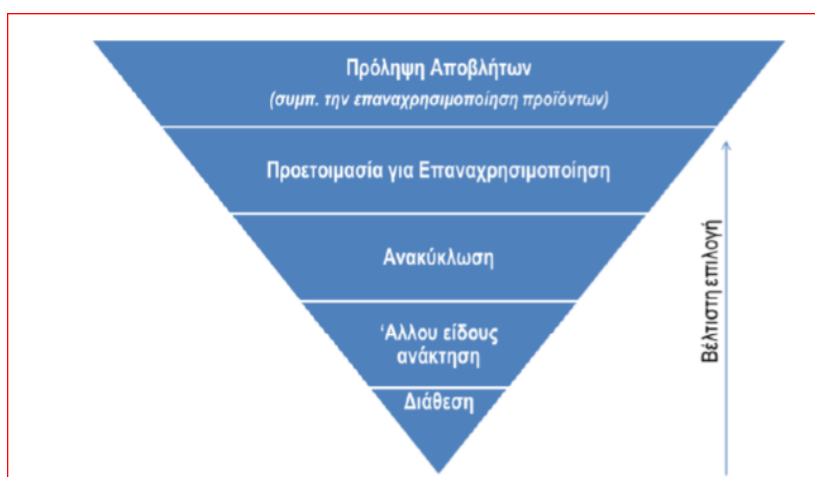 Πρόληψη Αποβλήτων
(συμπ. την επαναχρησιμοποίηση προϊόντων)
Προετοιμασία για Επαναχρησιμοποίηση
Ανακύκλωση
‘Αλλου είδους
ανάκτηση
Διάθεση
Βέλτιστη επιλογή